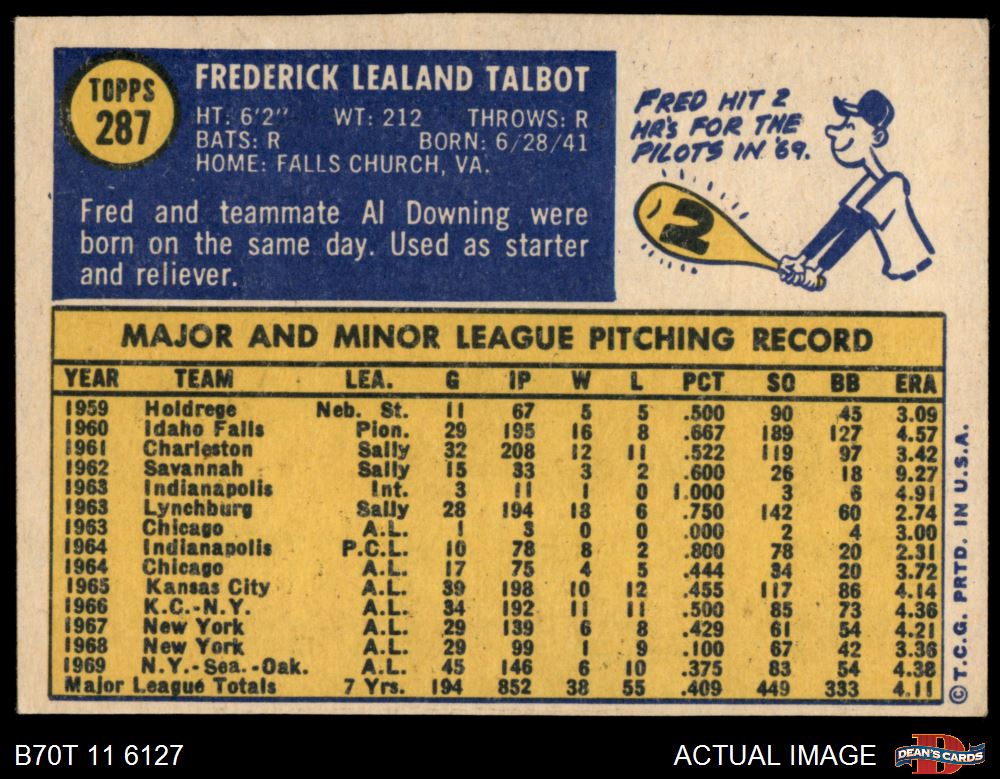 TOPPS
287
FREDERICK LEALAND TALBOT
HT: 6'2" WT: 212 THROWS: R
BATS: R BORN: 6/28/41
HOME: FALLS CHURCH, VA.
Fred and teammate Al Downing were
born on the same day. Used as starter
and reliever.
FRED HIT 2
HR'S FOR THE
PILOTS IN '69.
2
MAJOR AND MINOR LEAGUE PITCHING RECORD
YEAR TEAM LEA. G IP W L PCT SO BB ERA
1959 Holdrege Neb. St. 11 67 5 5 .500 90 45 3.09
1960 Idaho Falls Pion. 29 195 16 8 .667 189 127 4.57
1961 Charleston Sally 32 208 12 11 .522 119 97 3.42
1962 Savannah Sally 15 33 3 2 .600 26 18 9.27
1963 Indianapolis Int. 3 11 1 0 1.000 3 6 4.91
1963 Lynchburg Sally 28 194 18 6 .750 142 60 2.74
1963 Chicago A.L. 1 3 0 0 .000 2 4 3.00
1964 Indianapolis P.C.L. 10 78 8 2 .800 78 20 2.31
1964 Chicago A.L. 17 75 4 5 .444 34 20 3.72
1965 Kansas City A.L. 39 198 10 12 .455 117 86 4.14
1966 K.C.-N.Y. A.L. 34 192 11 11 .500 85 73 4.36
1967 New York A.L. 29 139 6 8 .429 61 54 4.21
1968 New York A.L. 29 99 1 9 .100 67 42 3.36
1969 N.Y.-Sea.-Oak. A.L. 45 146 6 10 .375 83 54 4.38
Major League Totals 7 Yrs. 194 852 38 55 .409 449 333 4.11
© T.C.G. PRTD. IN U.S.A.
B70T 11 6127
ACTUAL IMAGE
DEAN'S CARDS